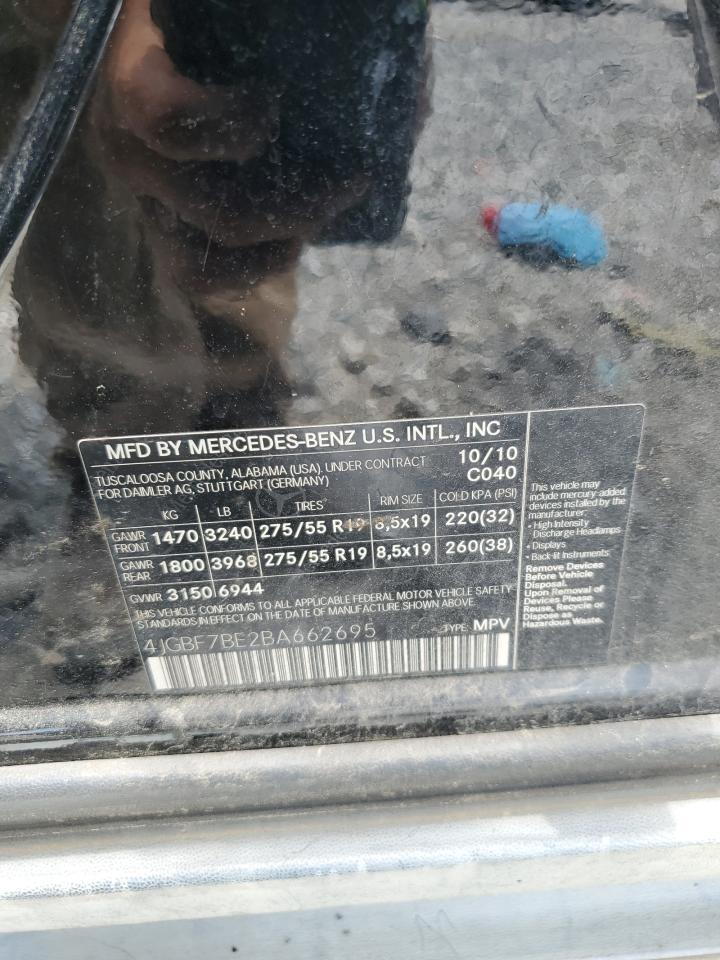 MFD BY MERCEDES-BENZ U.S. INTL., INC
TUSCALOOSA COUNTY, ALABAMA (USA). UNDER CONTRACT 10/10
FOR DAIMLER AG, STUTTGART (GERMANY) C040
KG LB TIRES RIM SIZE COLD KPA (PSI)
GAWR FRONT 1470 3240 275/55 R19 8,5x19 220(32)
GAWR REAR 1800 3968 275/55 R19 8,5x19 260(38)
GVWR 3150 6944
THIS VEHICLE CONFORMS TO ALL APPLICABLE FEDERAL MOTOR VEHICLE SAFETY
STANDARDS IN EFFECT ON THE DATE OF MANUFACTURE SHOWN ABOVE.
4JGBF7BE2BA662695 TYPE: MPV
This vehicle may
include mercury-added
devices installed by the
manufacturer:
• High Intensity
Discharge Headlamps
• Displays
• Back-lit Instruments
Remove Devices
Before Vehicle
Disposal.
Upon Removal of
Devices Please
Reuse, Recycle or
Dispose as
Hazardous Waste.